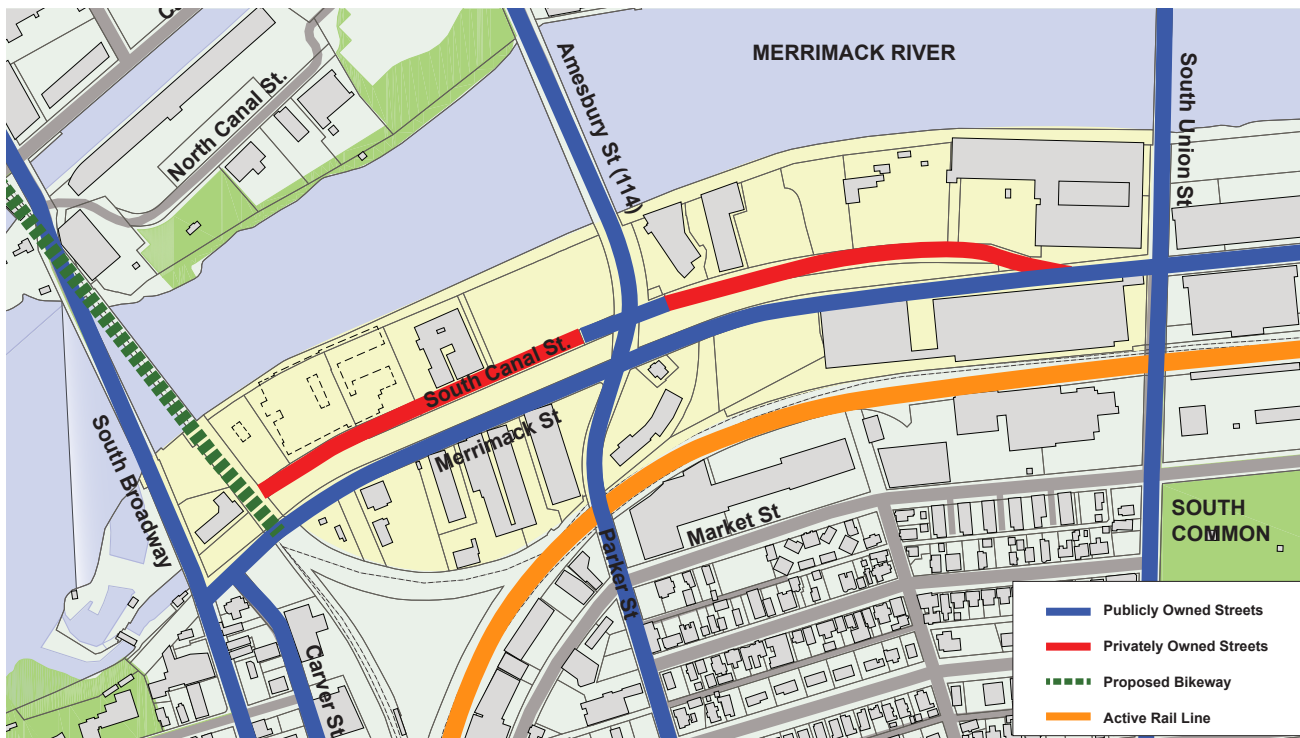 Ca
MERRIMACK RIVER
North Canal St.
Amesbury St (114)
South Union St
South Canal St.
Merrimack St
South Broadway
Market St
Parker St
Carver St
SOUTH
COMMON
Publicly Owned Streets
Privately Owned Streets
Proposed Bikeway
Active Rail Line